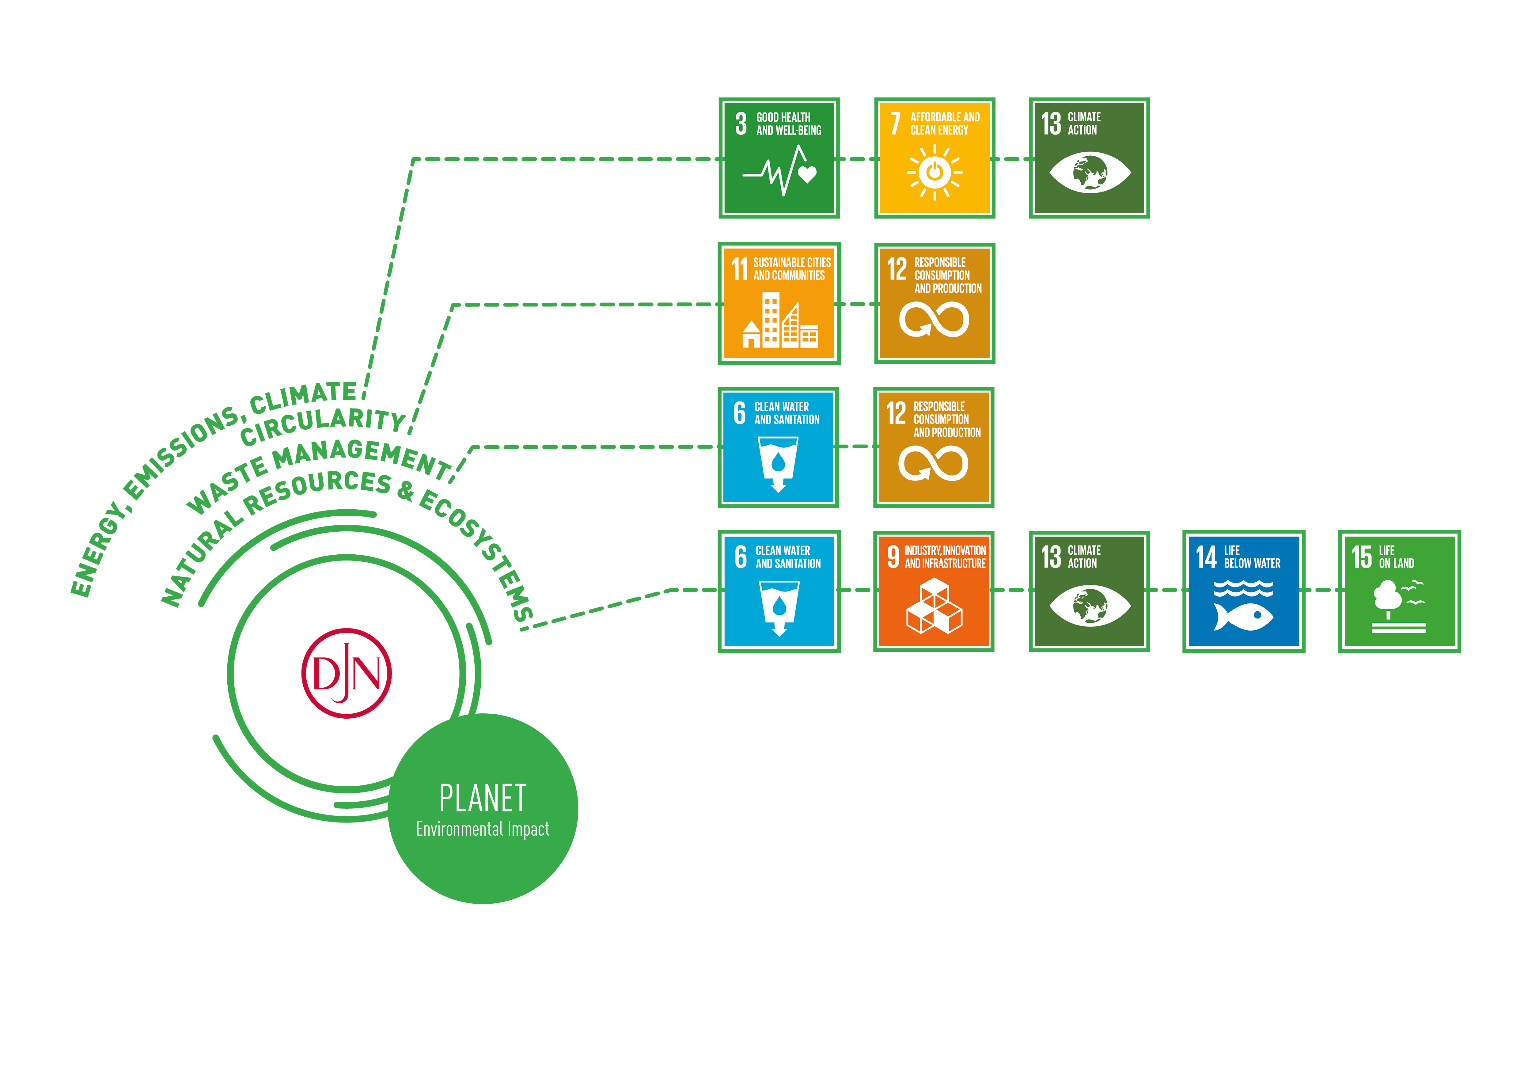 3 GOOD HEALTH
AND WELL-BEING
7 AFFORDABLE AND
CLEAN ENERGY
13 CLIMATE
ACTION
11 SUSTAINABLE CITIES
AND COMMUNITIES
12 RESPONSIBLE
CONSUMPTION
AND PRODUCTION
6 CLEAN WATER
AND SANITATION
12 RESPONSIBLE
CONSUMPTION
AND PRODUCTION
6 CLEAN WATER
AND SANITATION
9 INDUSTRY, INNOVATION
AND INFRASTRUCTURE
13 CLIMATE
ACTION
14 LIFE
BELOW WATER
15 LIFE
ON LAND
ENERGY, EMISSIONS, CLIMATE
CIRCULARITY
WASTE MANAGEMENT
NATURAL RESOURCES & ECOSYSTEMS
DJN
PLANET
Environmental Impact